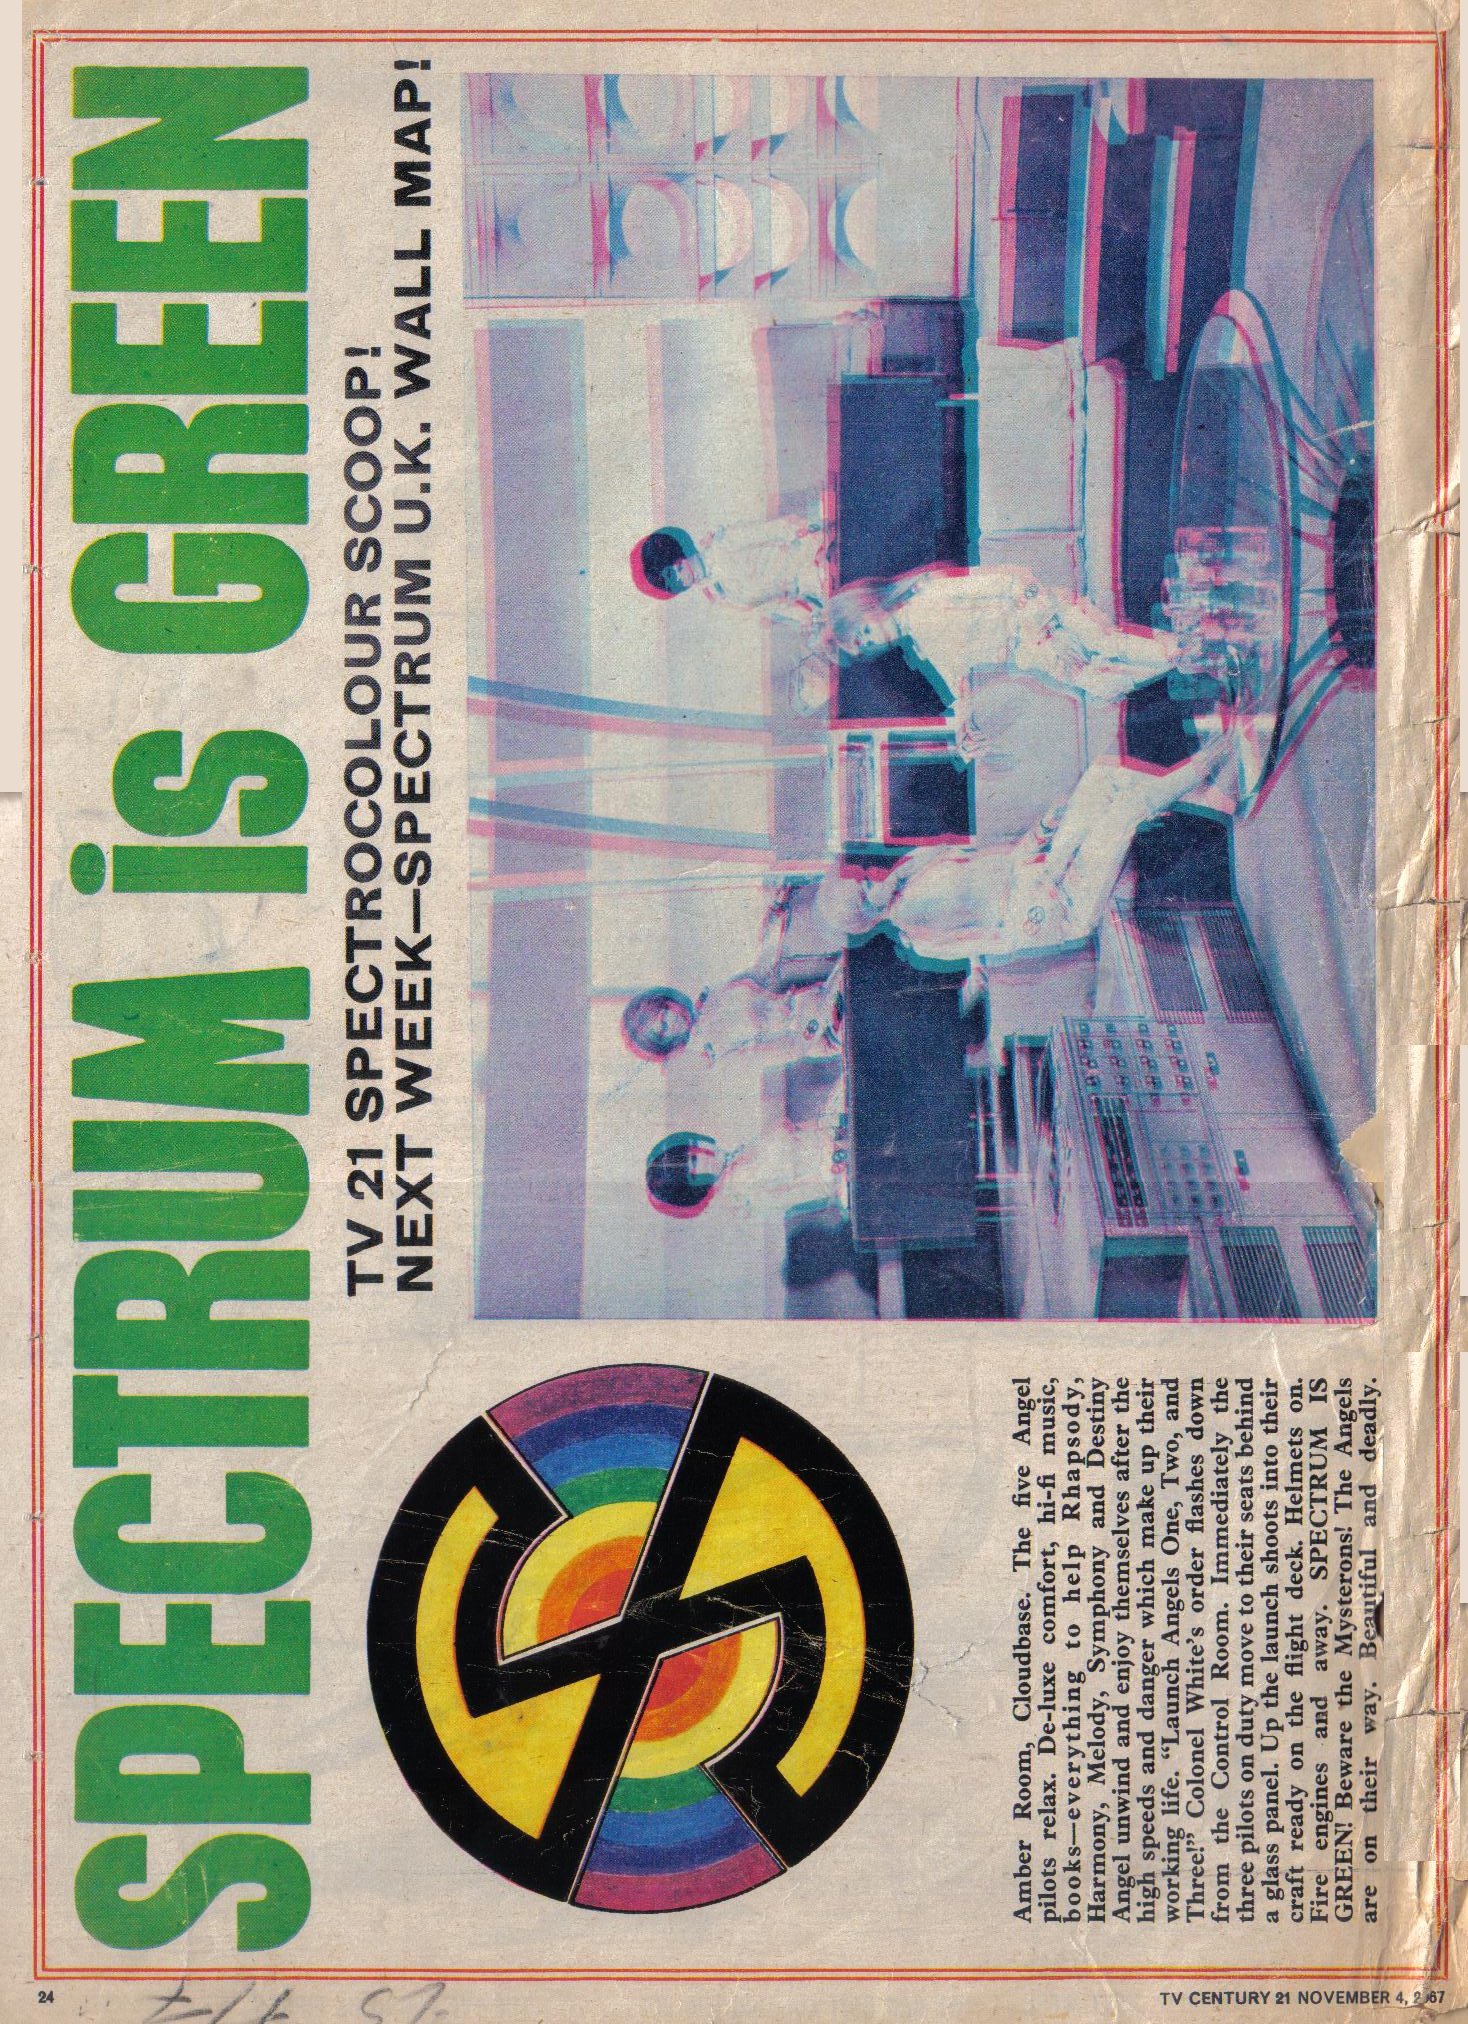 SPECTRUM is GREEN
TV 21 SPECTROCOLOUR SCOOP!
NEXT WEEK—SPECTRUM U.K. WALL MAP!
Amber Room, Cloudbase. The five Angel
pilots relax. De-luxe comfort, hi-fi music,
books—everything to help Rhapsody,
Harmony, Melody, Symphony and Destiny
Angel unwind and enjoy themselves after the
high speeds and danger which make up their
working life. “Launch Angels One, Two, and
Three!” Colonel White’s order flashes down
from the Control Room. Immediately the
three pilots on duty move to their seats behind
a glass panel. Up the launch shoots into their
craft ready on the flight deck. Helmets on.
Fire engines and away. SPECTRUM IS
GREEN! Beware the Mysterons! The Angels
are on their way. Beautiful and deadly.
24
TV CENTURY 21 NOVEMBER 4, 2067